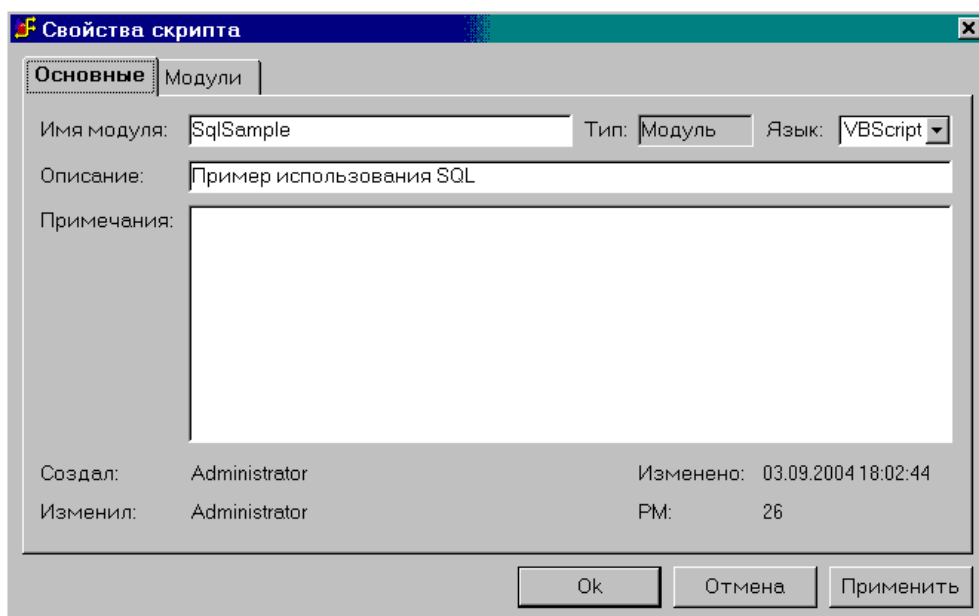 Свойства скрипта
Основные Модули
Имя модуля: SqlSample Тип: Модуль Язык: VBScript
Описание: Пример использования SQL
Примечания:
Создал: Administrator Изменено: 03.09.2004 18:02:44
Изменил: Administrator РМ: 26
Ok Отмена Применить